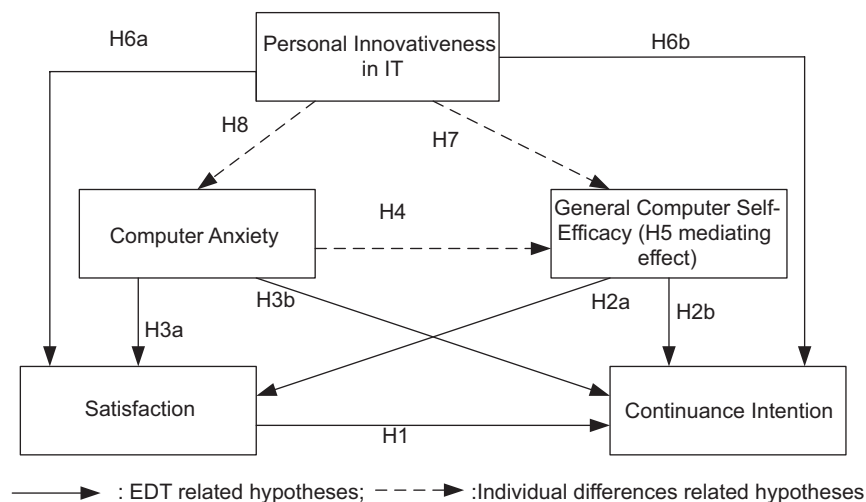 H6a
Personal Innovativeness
in IT
H6b
H8
H7
Computer Anxiety
H4
General Computer Self-
Efficacy (H5 mediating
effect)
H3a
H3b
H2a
H2b
Satisfaction
H1
Continuance Intention
: EDT related hypotheses; :Individual differences related hypotheses